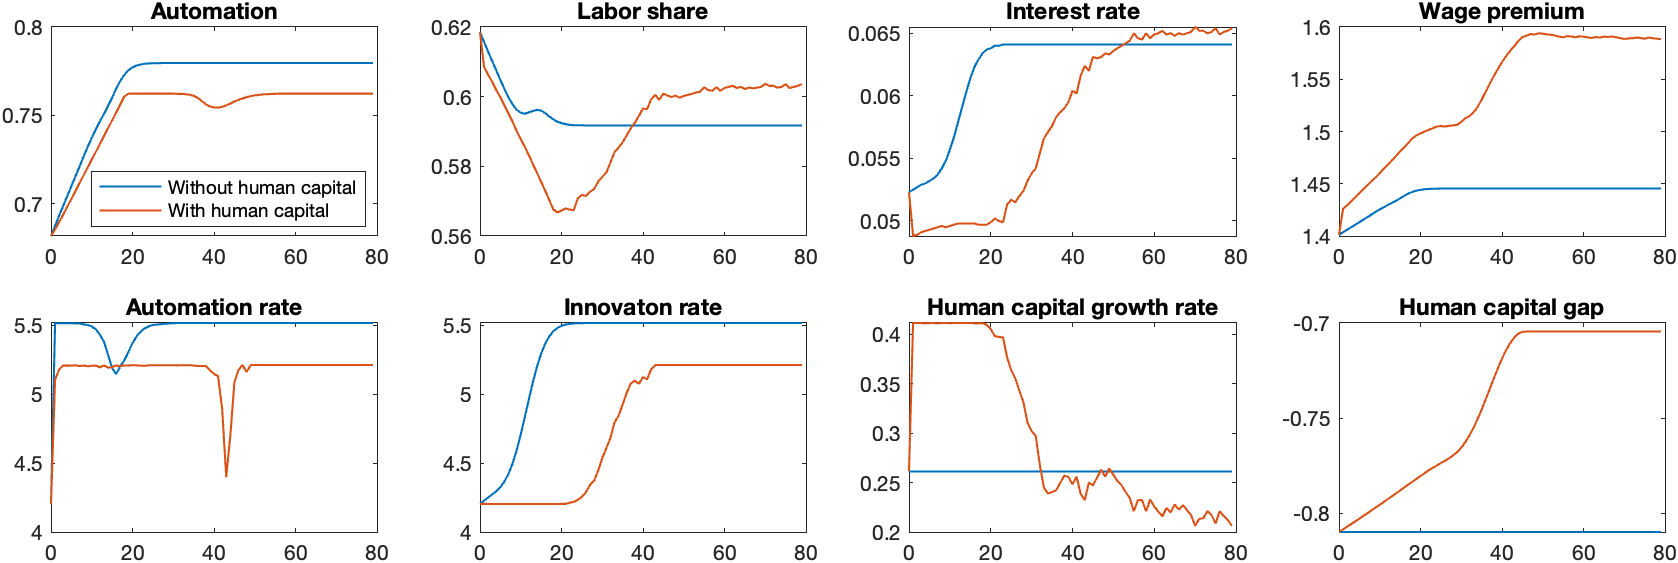 Automation
0.8
0.75
0.7
0 20 40 60 80
Without human capital
With human capital
Labor share
0.62
0.6
0.58
0.56
0 20 40 60 80
Interest rate
0.065
0.06
0.055
0.05
0 20 40 60 80
Wage premium
1.6
1.55
1.5
1.45
1.4
0 20 40 60 80
Automation rate
5.5
5
4.5
4
0 20 40 60 80
Innovaton rate
5.5
5
4.5
4
0 20 40 60 80
Human capital growth rate
0.4
0.35
0.3
0.25
0.2
0 20 40 60 80
Human capital gap
-0.7
-0.75
-0.8
0 20 40 60 80